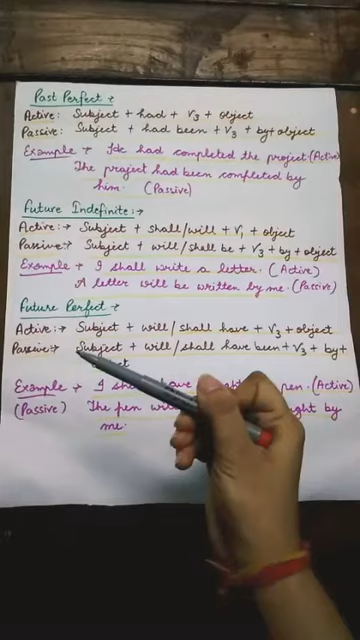 Past Perfect :-
Active: Subject + had + V3 + object
Passive: Subject + had been + V3 + by + object
Example :- He had completed the project (Active)
The project had been completed by
him. (Passive)
Future Indefinite :→
Active :→ Subject + shall/will + V1 + object
Passive :→ Subject + will/shall be + V3 + by + object
Example :- I shall write a letter. (Active)
A letter will be written by me. (Passive)
Future Perfect :-
Active :→ Subject + will/shall have + V3 + object
Passive :→ Subject + will/shall have been + V3 + by +
Example :- I pen. (Active)
(Passive) The pen by
me.